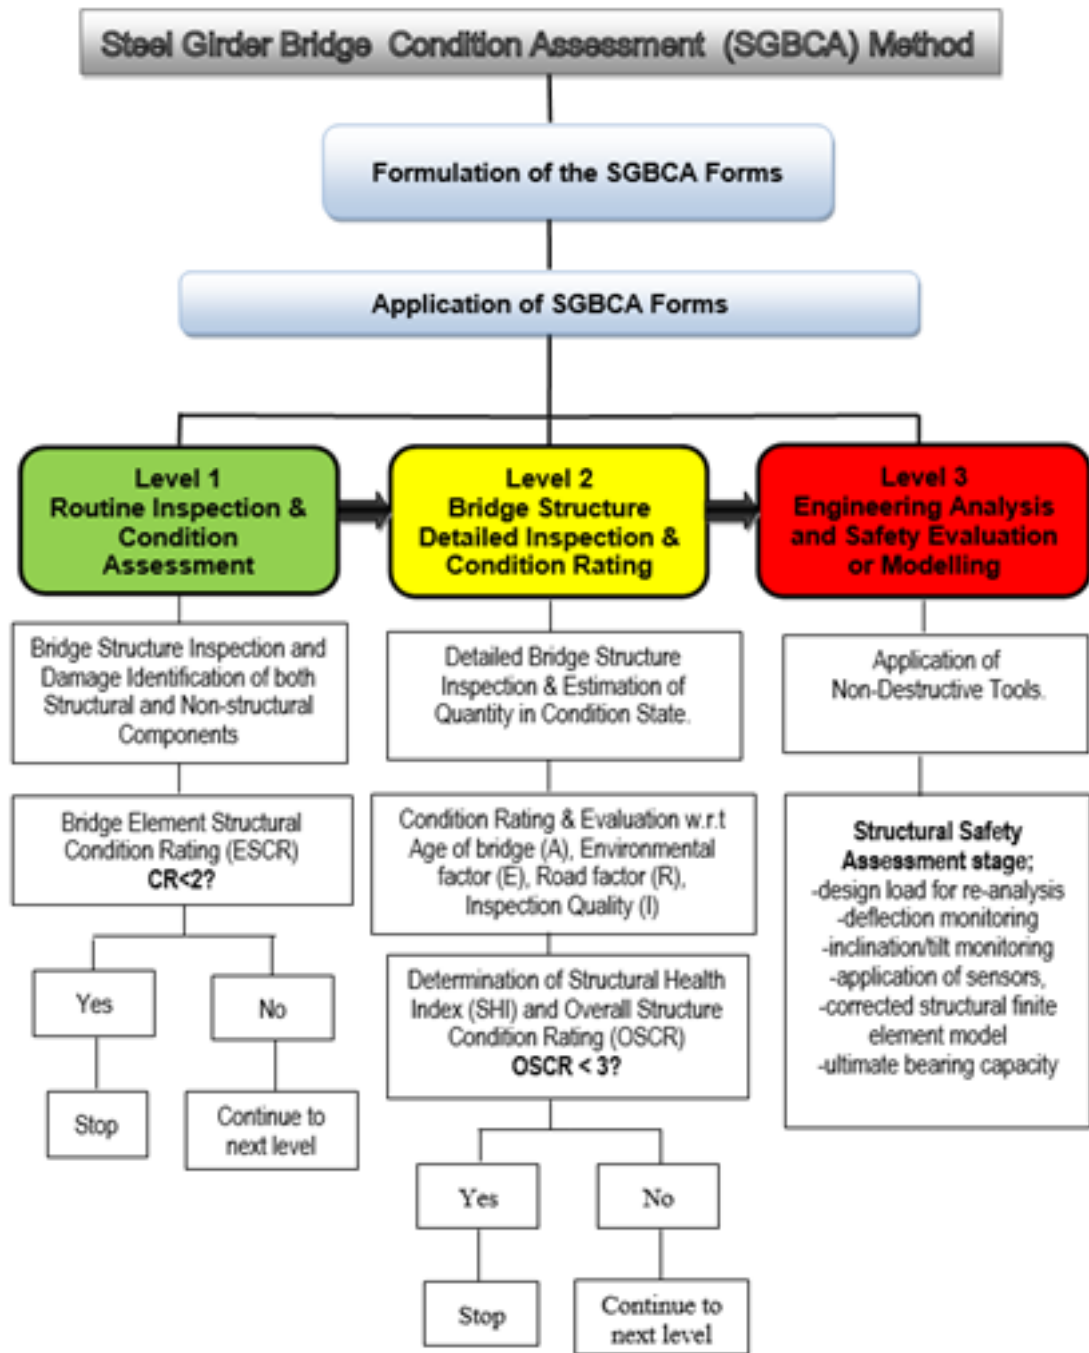 Steel Girder Bridge Condition Assessment (SGBCA) Method
Formulation of the SGBCA Forms
Application of SGBCA Forms
Level 1
Routine Inspection &
Condition
Assessment
Level 2
Bridge Structure
Detailed Inspection &
Condition Rating
Level 3
Engineering Analysis
and Safety Evaluation
or Modelling
Bridge Structure Inspection and
Damage Identification of both
Structural and Non-structural
Components
Detailed Bridge Structure
Inspection & Estimation of
Quantity in Condition State.
Application of
Non-Destructive Tools.
Bridge Element Structural
Condition Rating (ESCR)
CR<2?
Condition Rating & Evaluation w.r.t
Age of bridge (A), Environmental
factor (E), Road factor (R),
Inspection Quality (I)
Structural Safety
Assessment stage;
-design load for re-analysis
-deflection monitoring
-inclination/tilt monitoring
-application of sensors,
-corrected structural finite
element model
-ultimate bearing capacity
Yes
No
Stop
Continue to
next level
Determination of Structural Health
Index (SHI) and Overall Structure
Condition Rating (OSCR)
OSCR < 3?
Yes
No
Stop
Continue to
next level